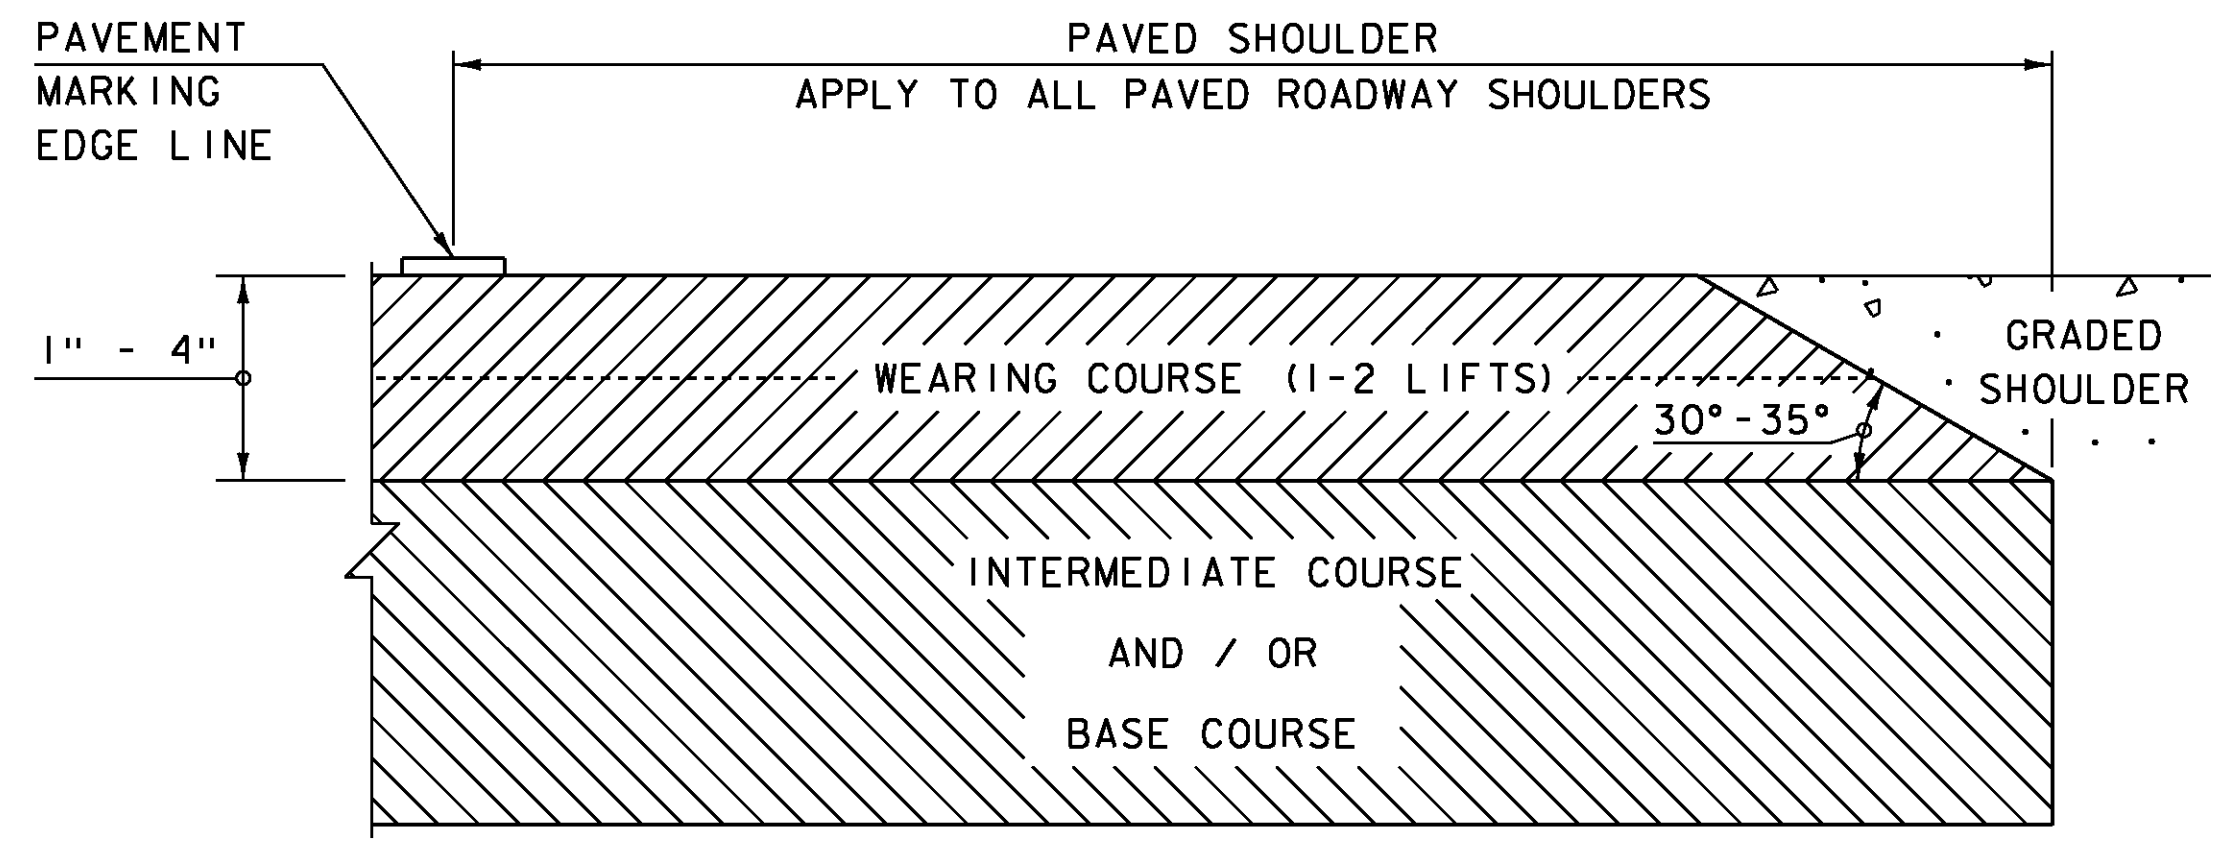 PAVEMENT
MARKING
EDGE LINE
PAVED SHOULDER
APPLY TO ALL PAVED ROADWAY SHOULDERS
1" - 4"
WEARING COURSE (1-2 LIFTS)
30°-35°
GRADED
SHOULDER
INTERMEDIATE COURSE
AND / OR
BASE COURSE